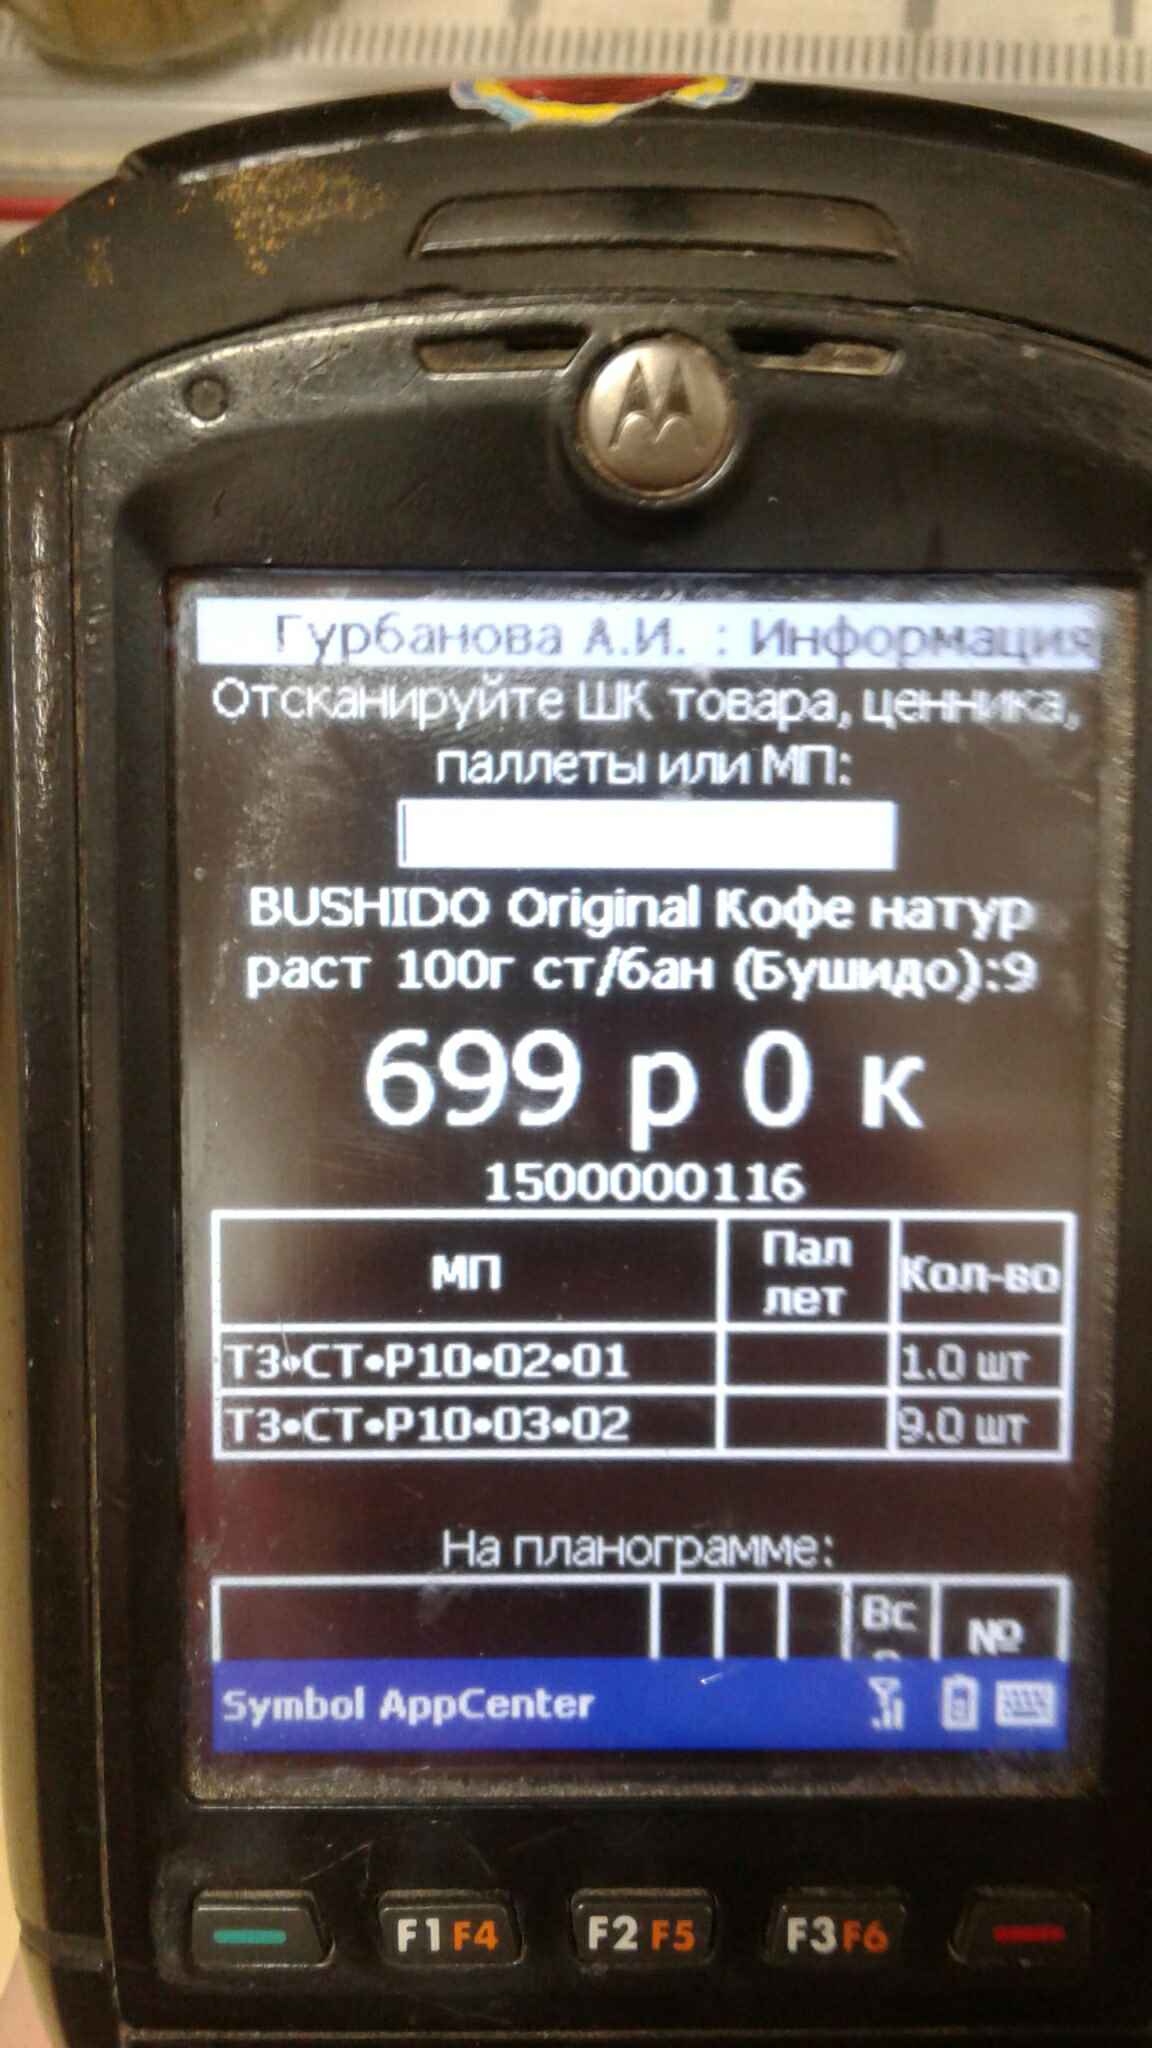 Гурбанова А.И. : Информация
Отсканируйте ШК товара, ценника,
паллеты или МП:
BUSHIDO Original Кофе натур
раст 100г ст/бан (Бушидо):9
699 р 0 к
1500000116
МП Пал лет Кол-во
ТЗ•СТ•Р10•02•01 1.0 шт
ТЗ•СТ•Р10•03•02 9.0 шт
На планограмме:
Вс №
Symbol AppCenter
F1 F4 F2 F5 F3 F6